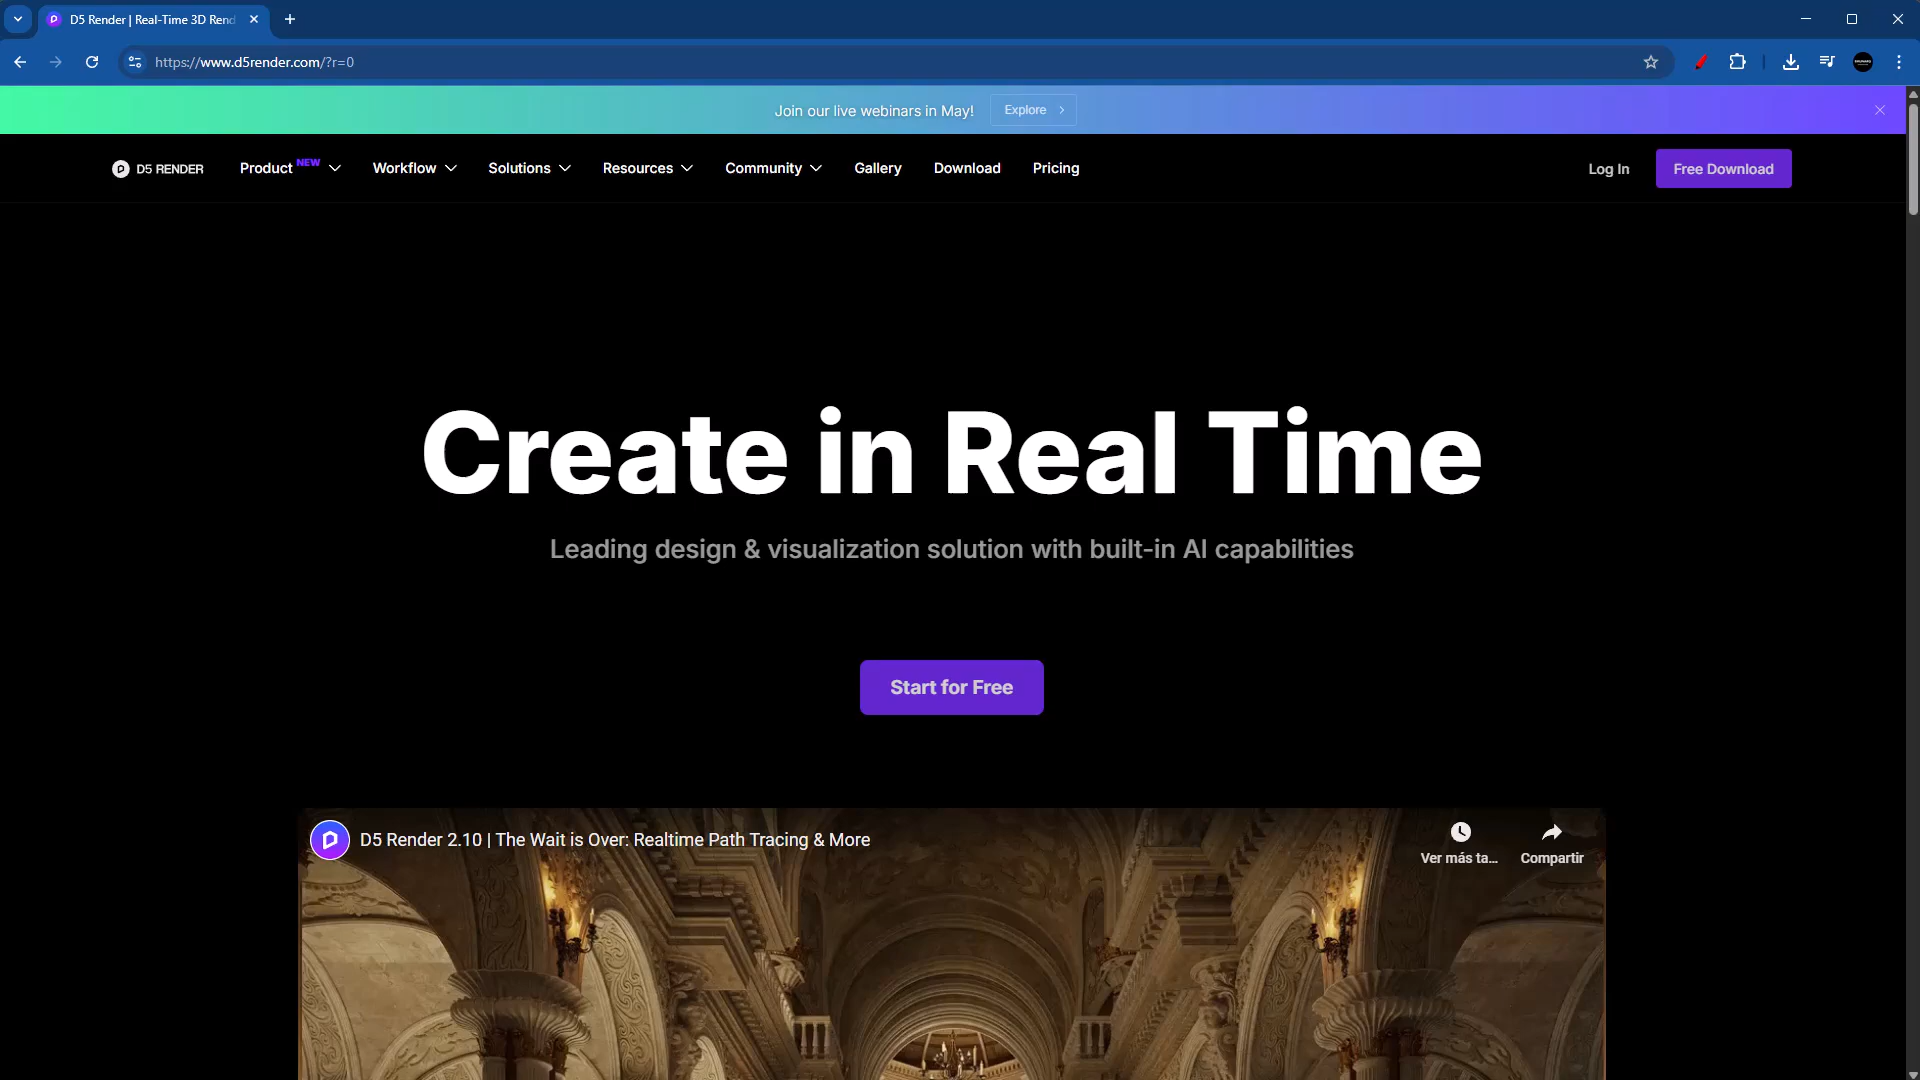 D5 Render | Real-Time 3D Rend
https://www.d5render.com/?r=0
Join our live webinars in May!
Explore
D5 RENDER
Product NEW
Workflow
Solutions
Resources
Community
Gallery
Download
Pricing
Log In
Free Download
Create in Real Time
Leading design & visualization solution with built-in AI capabilities
Start for Free
D5 Render 2.10 | The Wait is Over: Realtime Path Tracing & More
Ver más ta...
Compartir